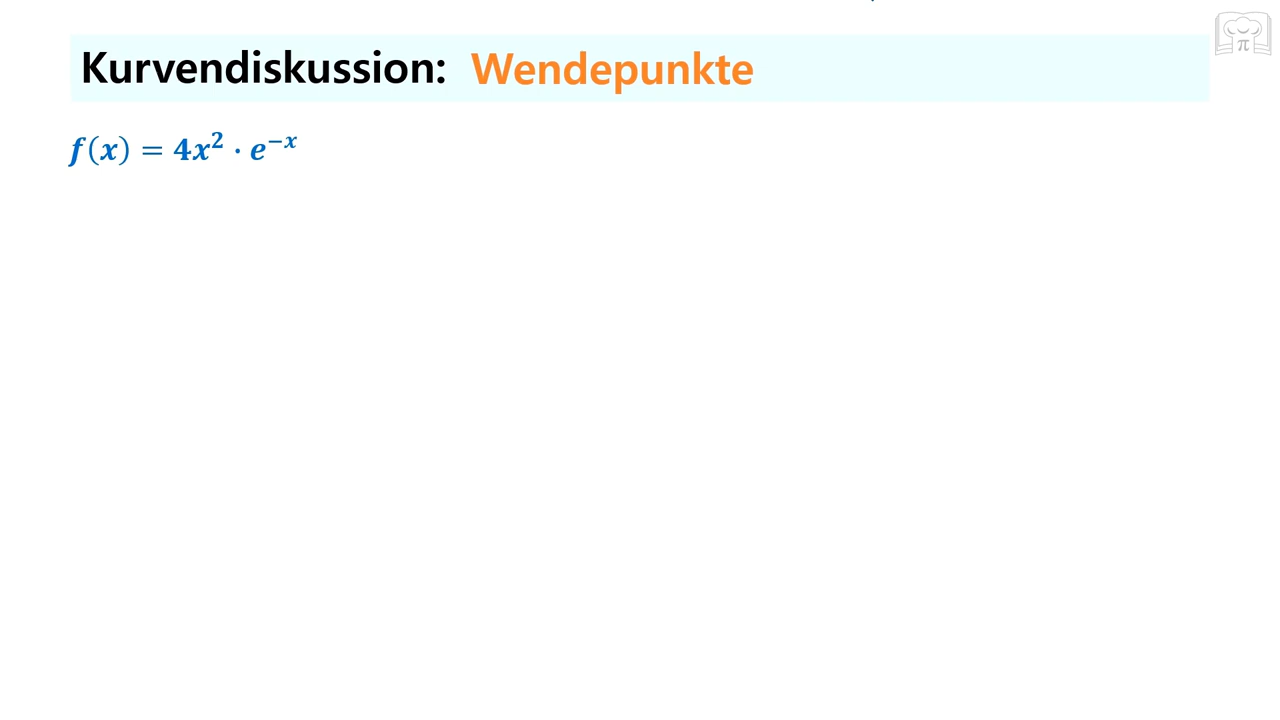 Kurvendiskussion: Wendepunkte
f(x) = 4x² · e⁻ˣ
π